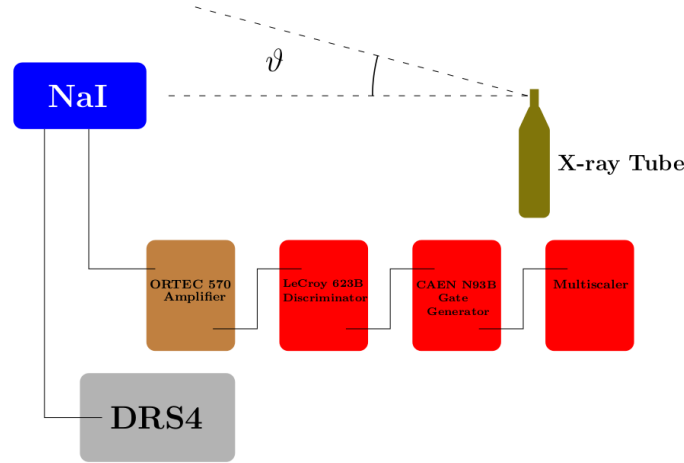 ϑ
NaI
X-ray Tube
ORTEC 570
Amplifier
LeCroy 623B
Discriminator
CAEN N93B
Gate
Generator
Multiscaler
DRS4